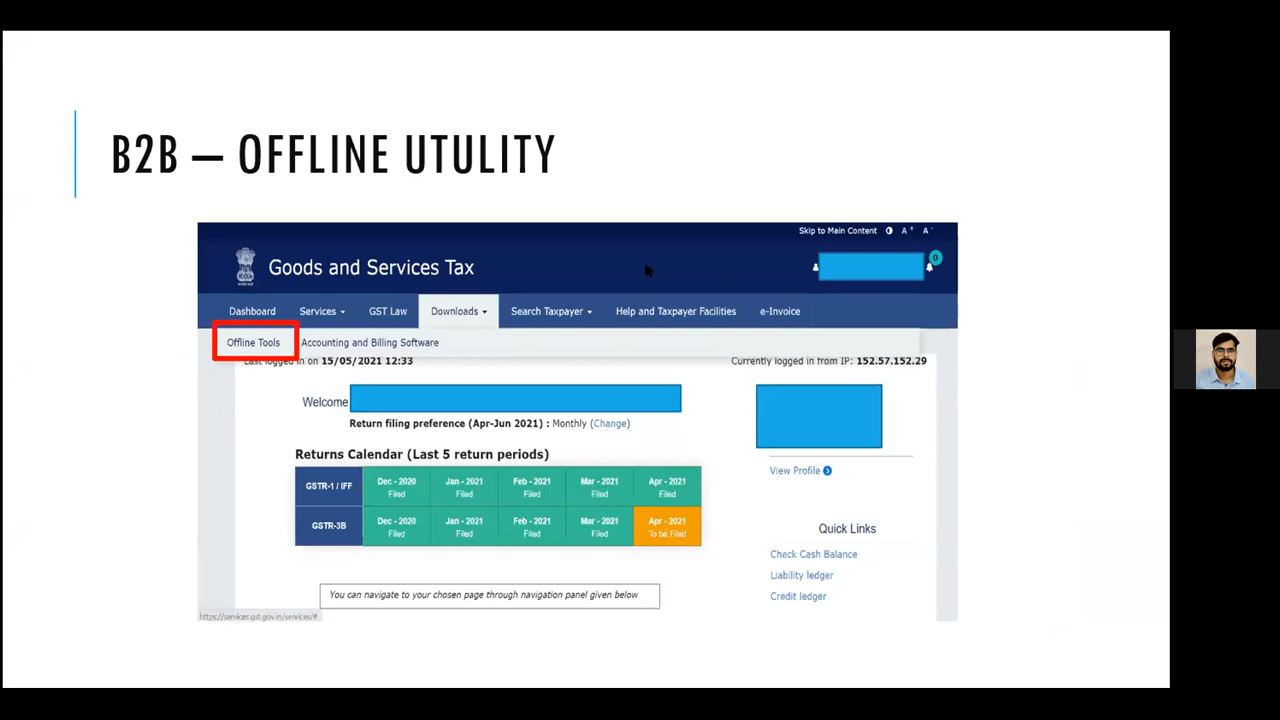 B2B – OFFLINE UTULITY
Skip to Main Content A+ A-
Goods and Services Tax
0
Dashboard Services GST Law Downloads Search Taxpayer Help and Taxpayer Facilities e-Invoice
Offline Tools Accounting and Billing Software
Last logged in on 15/05/2021 12:33 Currently logged in from IP: 152.57.152.29
Welcome
Return filing preference (Apr-Jun 2021) : Monthly (Change)
Returns Calendar (Last 5 return periods)
GSTR-1 / IFF Dec - 2020 Filed Jan - 2021 Filed Feb - 2021 Filed Mar - 2021 Filed Apr - 2021 Filed
GSTR-3B Dec - 2020 Filed Jan - 2021 Filed Feb - 2021 Filed Mar - 2021 Filed Apr - 2021 To be Filed
View Profile
Quick Links
Check Cash Balance
Liability ledger
Credit ledger
You can navigate to your chosen page through navigation panel given below
https://services.gst.gov.in/services/#